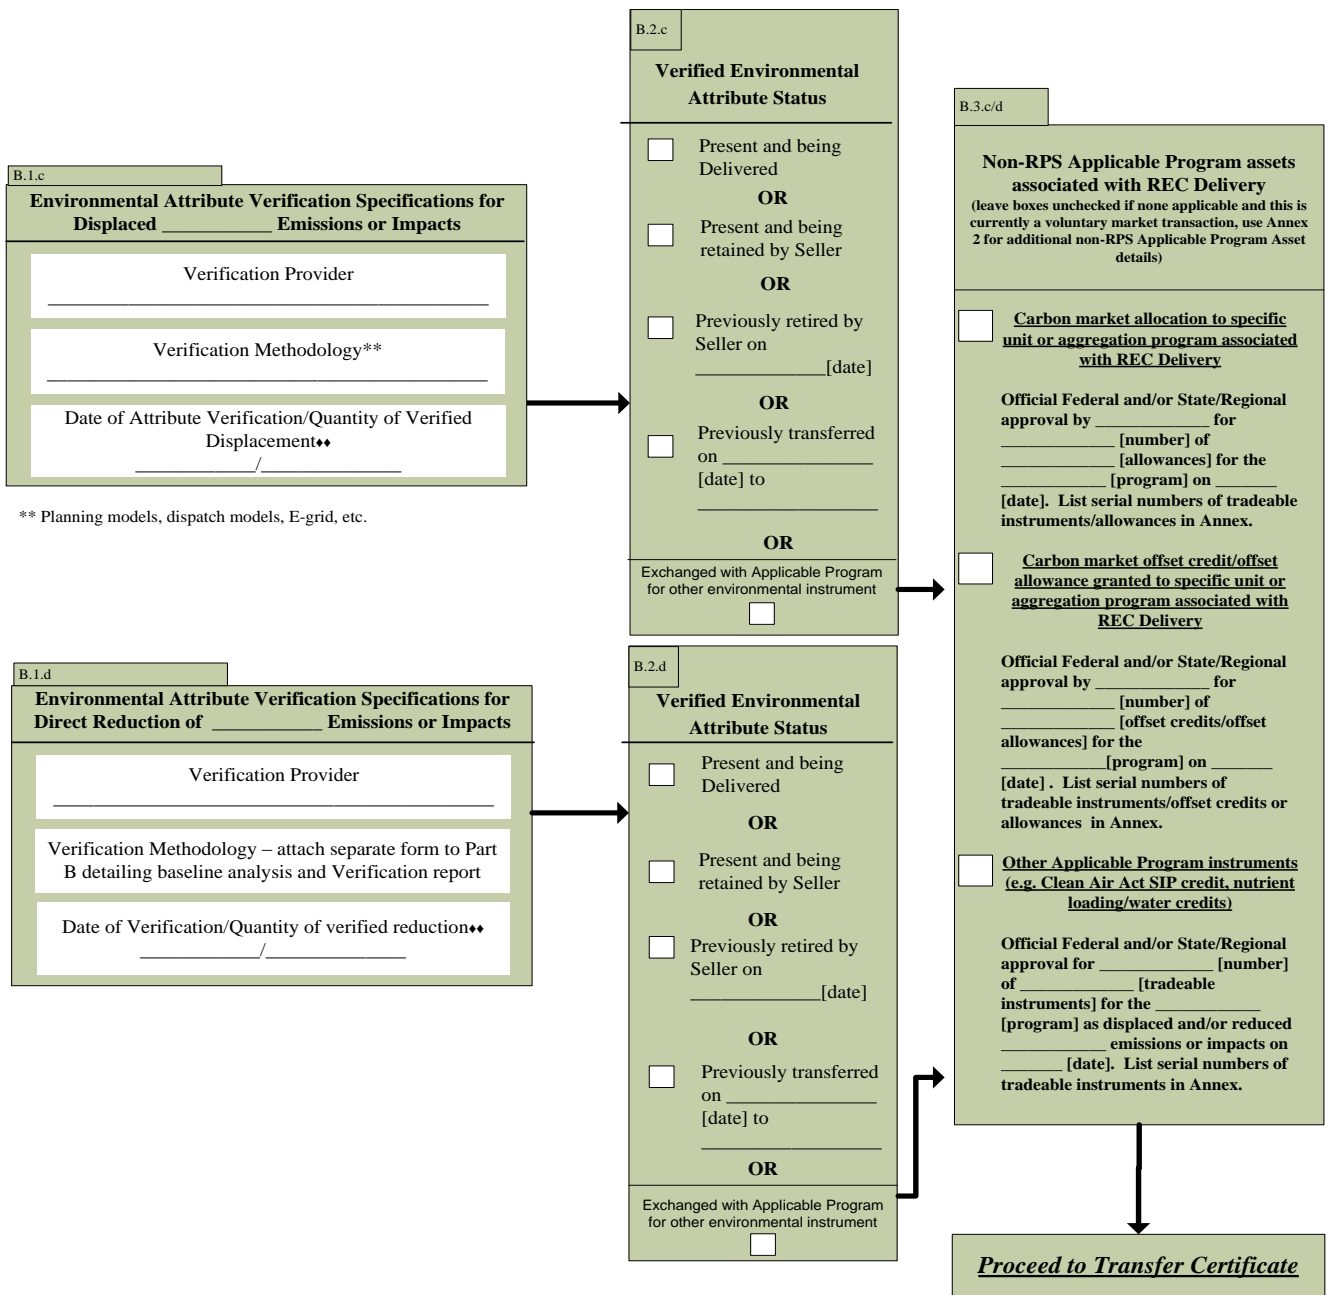 B.1.c
Environmental Attribute Verification Specifications for
Displaced ___________ Emissions or Impacts
Verification Provider
____________________________________________
Verification Methodology**
____________________________________________
Date of Attribute Verification/Quantity of Verified
Displacement♦♦
____________/______________
** Planning models, dispatch models, E-grid, etc.
B.2.c
Verified Environmental
Attribute Status
Present and being
Delivered
OR
Present and being
retained by Seller
OR
Previously retired by
Seller on
_____________[date]
OR
Previously transferred
on _______________
[date] to
__________________
OR
Exchanged with Applicable Program
for other environmental instrument
B.1.d
Environmental Attribute Verification Specifications for
Direct Reduction of ___________ Emissions or Impacts
Verification Provider
____________________________________________
Verification Methodology – attach separate form to Part
B detailing baseline analysis and Verification report
Date of Verification/Quantity of verified reduction♦♦
____________/______________
B.2.d
Verified Environmental
Attribute Status
Present and being
Delivered
OR
Present and being
retained by Seller
OR
Previously retired by
Seller on
_____________[date]
OR
Previously transferred
on _______________
[date] to
__________________
OR
Exchanged with Applicable Program
for other environmental instrument
B.3.c/d
Non-RPS Applicable Program assets
associated with REC Delivery
(leave boxes unchecked if none applicable and this is
currently a voluntary market transaction, use Annex
2 for additional non-RPS Applicable Program Asset
details)
Carbon market allocation to specific
unit or aggregation program associated
with REC Delivery
Official Federal and/or State/Regional
approval by _____________ for
_____________ [number] of
_____________ [allowances] for the
____________ [program] on _______
[date]. List serial numbers of tradeable
instruments/allowances in Annex.
Carbon market offset credit/offset
allowance granted to specific unit or
aggregation program associated with
REC Delivery
Official Federal and/or State/Regional
approval by _____________ for
_____________ [number] of
_____________ [offset credits/offset
allowances] for the
____________[program] on _______
[date] . List serial numbers of
tradeable instruments/offset credits or
allowances in Annex.
Other Applicable Program instruments
(e.g. Clean Air Act SIP credit, nutrient
loading/water credits)
Official Federal and/or State/Regional
approval for _____________ [number]
of _____________ [tradeable
instruments] for the ____________
[program] as displaced and/or reduced
____________ emissions or impacts on
_______ [date]. List serial numbers of
tradeable instruments in Annex.
Proceed to Transfer Certificate